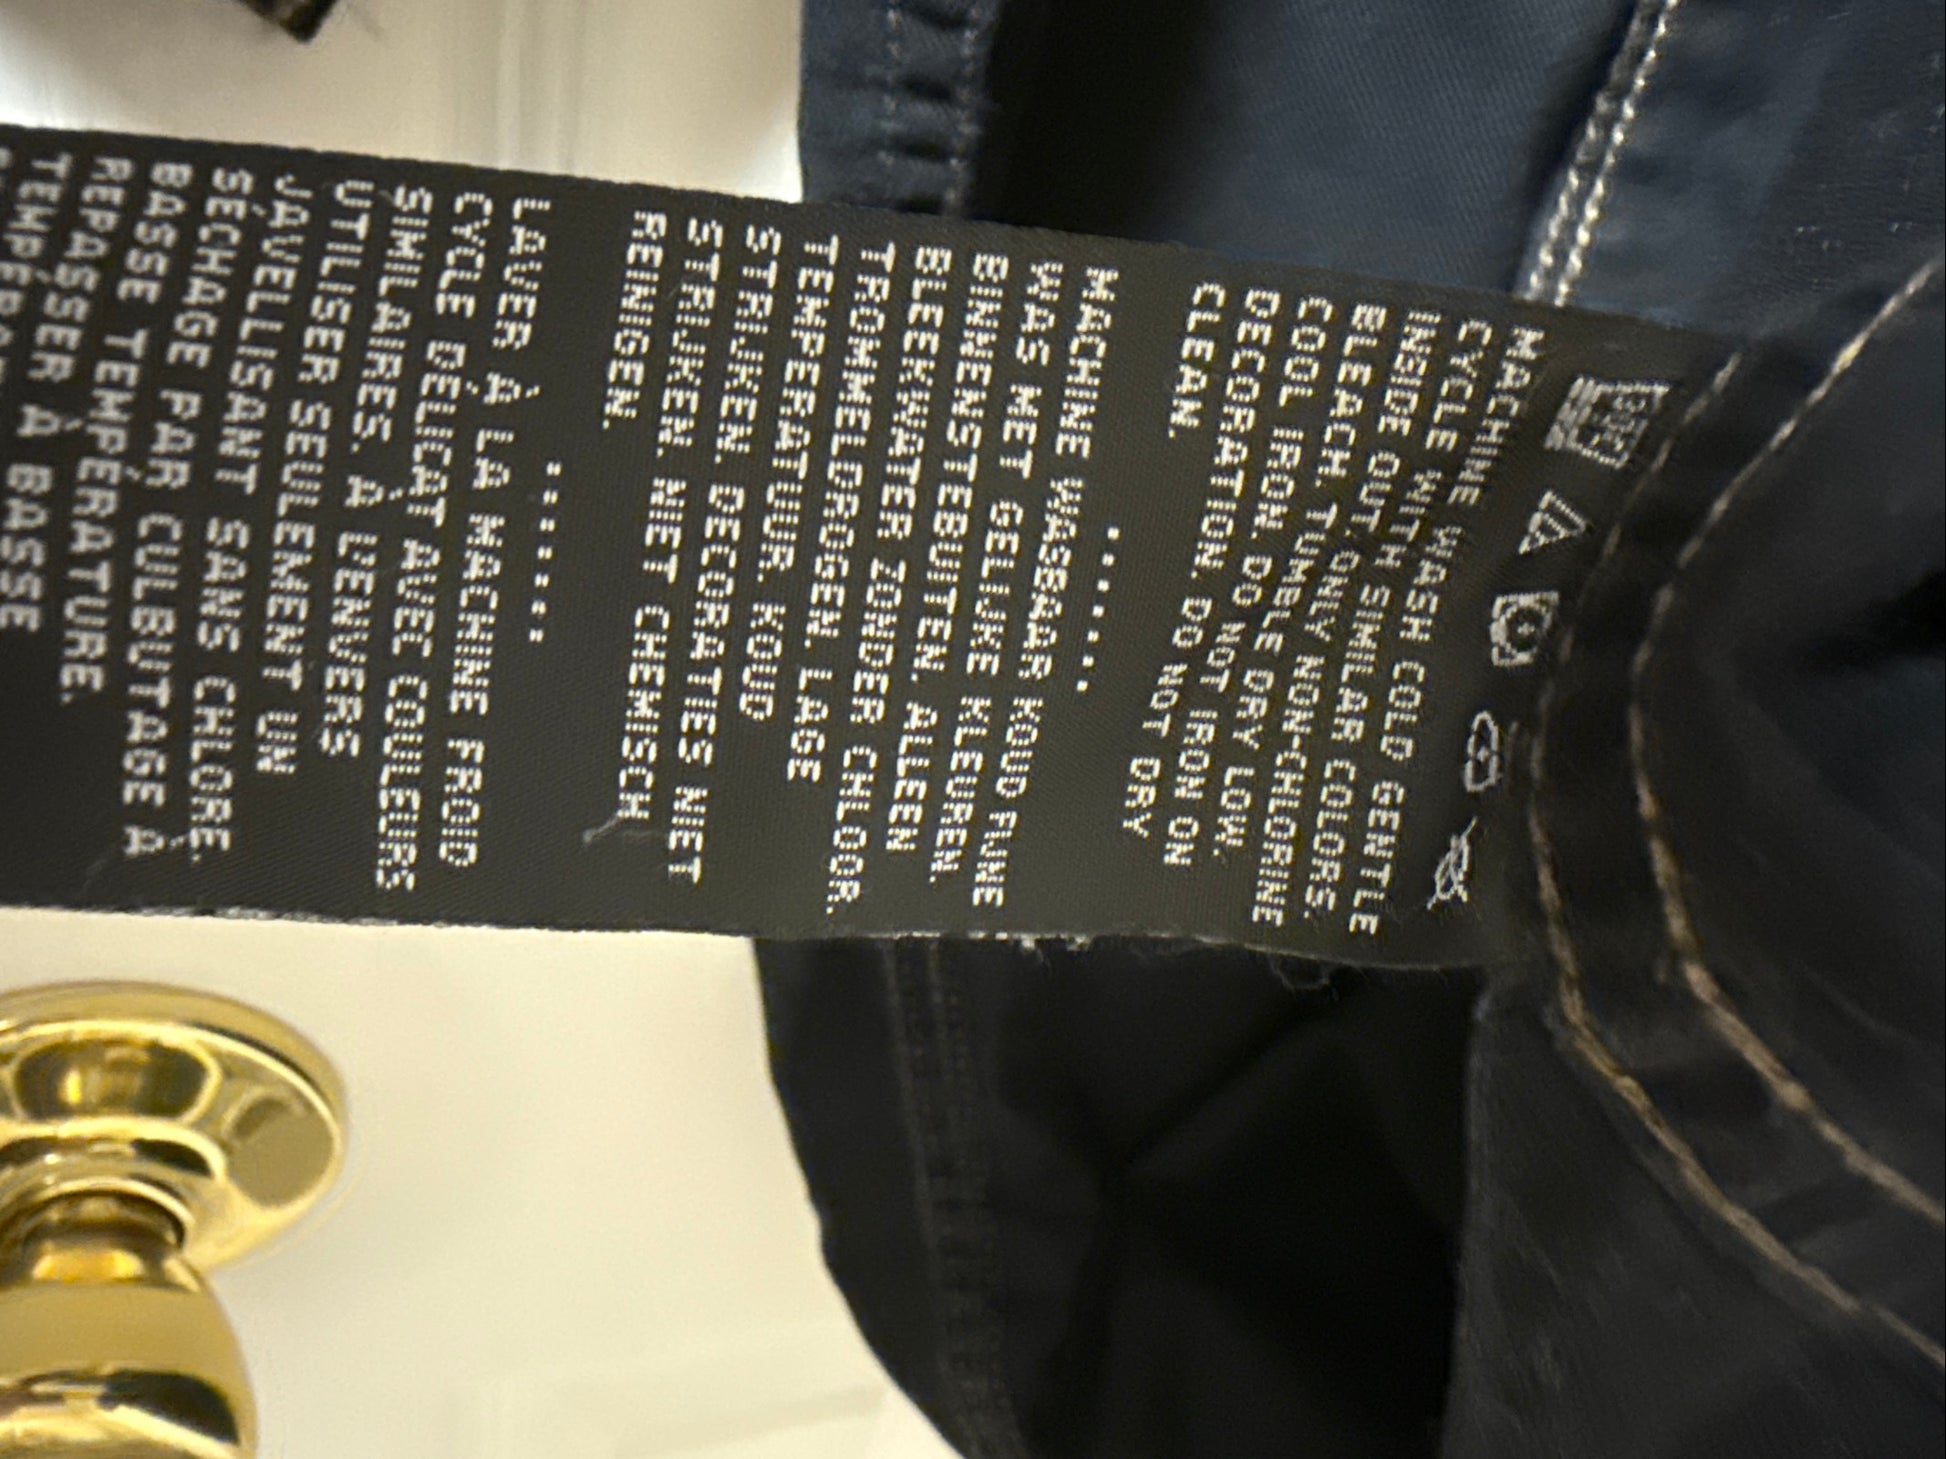 MACHINE WASH COLD GENTLE
CYCLE WITH SIMILAR COLORS.
INSIDE OUT. ONLY NON-CHLORINE
BLEACH. TUMBLE DRY LOW.
COOL IRON. DO NOT IRON ON
DECORATION. DO NOT DRY
CLEAN.
.......
MACHINE WASBAAR KOUD FIJNE
WAS MET GELIJKE KLEUREN.
BINNENSTEBUITEN. ALLEEN
BLEEKWATER ZONDER CHLOOR.
TROMMELDROGEN. LAGE
TEMPERATUUR. KOUD
STRIJKEN. DECORATIES NIET
STRIJKEN. NIET CHEMISCH
REINIGEN.
.......
LAVER À LA MACHINE FROID
CYCLE DÉLICAT AVEC COULEURS
SIMILAIRES. À L'ENVERS
UTILISER SEULEMENT UN
JAVELLISANT SANS CHLORE.
SÉCHAGE PAR CULBUTAGE À
BASSE TEMPÉRATURE.
REPASSER À BASSE